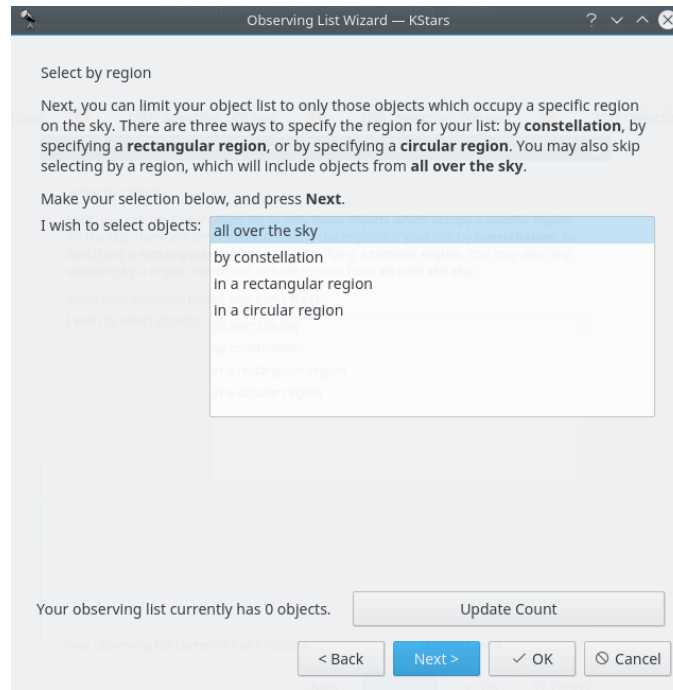 Observing List Wizard — KStars
Select by region
Next, you can limit your object list to only those objects which occupy a specific region
on the sky. There are three ways to specify the region for your list: by constellation, by
specifying a rectangular region, or by specifying a circular region. You may also skip
selecting by a region, which will include objects from all over the sky.
Make your selection below, and press Next.
I wish to select objects:
all over the sky
by constellation
in a rectangular region
in a circular region
Your observing list currently has 0 objects.
Update Count
< Back
Next >
OK
Cancel